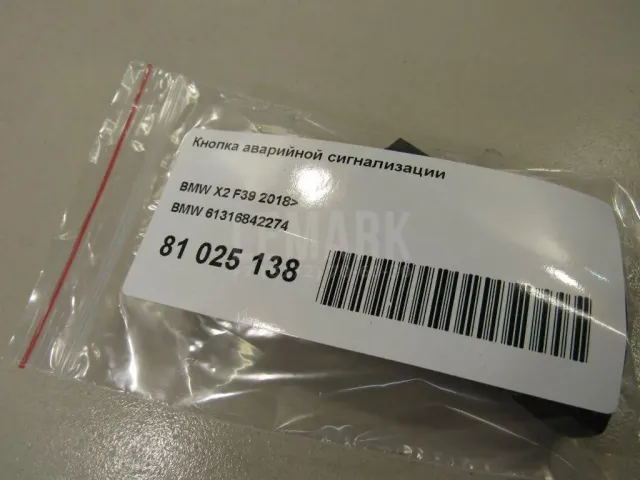 Кнопка аварийной сигнализации
BMW X2 F39 2018>
BMW 61316842274
81 025 138